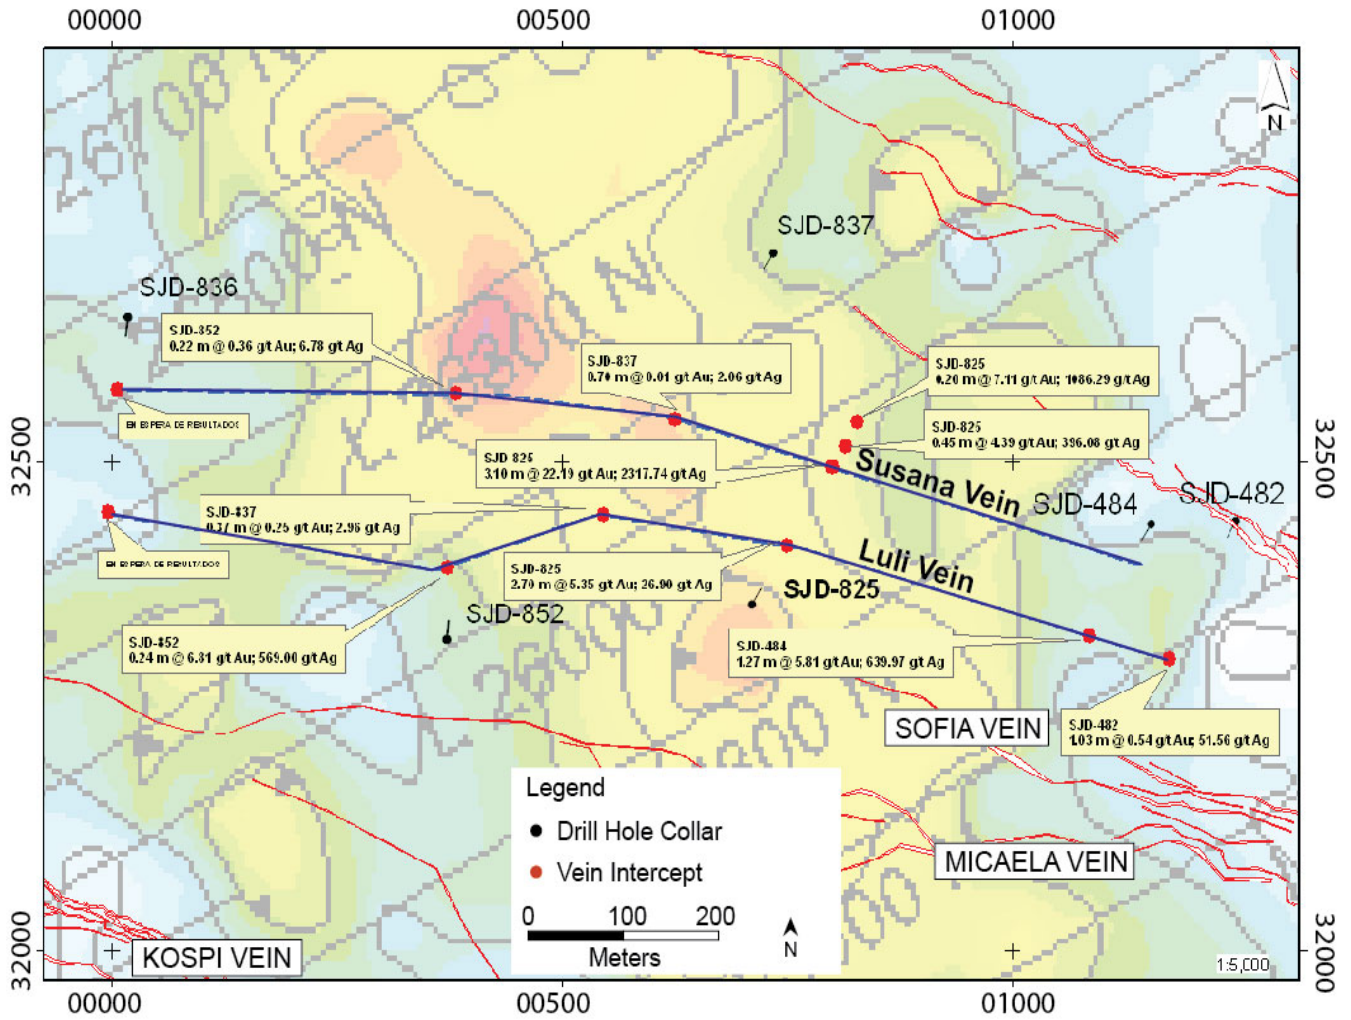 00000 00500 01000
N
SJD-837
SJD-836
SJD-852
0.22 m @ 0.36 g/t Au; 6.78 g/t Ag
SJD-837
0.70 m @ 0.01 g/t Au; 2.06 g/t Ag
SJD-825
0.20 m @ 7.11 g/t Au; 1086.29 g/t Ag
EN ESPERA DE RESULTADOS
SJD-825
0.45 m @ 4.39 g/t Au; 396.08 g/t Ag
32500
SJD-825
3.10 m @ 22.19 g/t Au; 2317.74 g/t Ag
32500
Susana Vein
SJD-484
SJD-482
SJD-837
0.37 m @ 0.25 g/t Au; 2.96 g/t Ag
EN ESPERA DE RESULTADOS
SJD-825
2.70 m @ 5.35 g/t Au; 26.90 g/t Ag
Luli Vein
SJD-825
SJD-852
SJD-852
0.24 m @ 6.81 g/t Au; 569.00 g/t Ag
SJD-484
1.27 m @ 5.81 g/t Au; 639.97 g/t Ag
SOFIA VEIN
SJD-482
1.03 m @ 0.54 g/t Au; 51.56 g/t Ag
Legend
Drill Hole Collar
Vein Intercept
0 100 200
Meters
N
MICAELA VEIN
KOSPI VEIN
32000
32000
1:5,000
00000 00500 01000